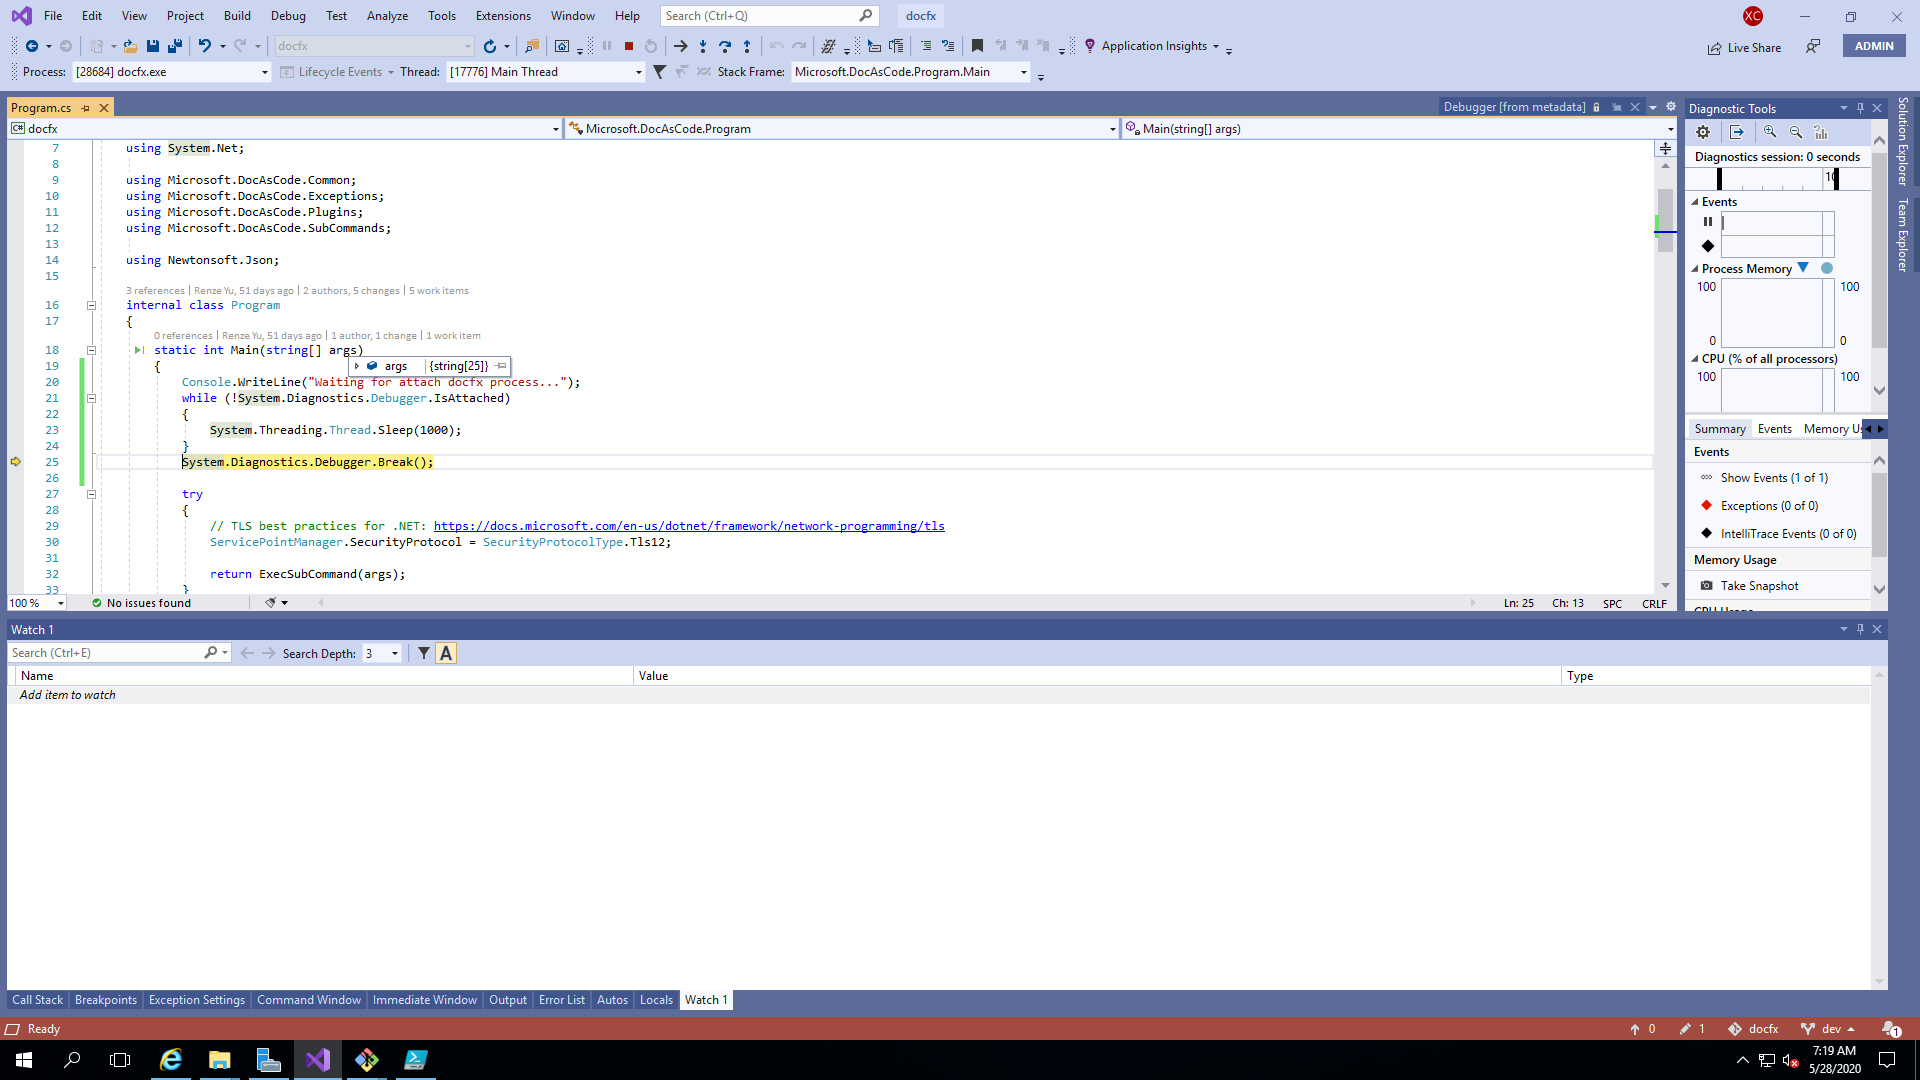 File Edit View Project Build Debug Test Analyze Tools Extensions Window Help Search (Ctrl+Q) docfx XC
docfx Application Insights Live Share ADMIN
Process: [28684] docfx.exe Lifecycle Events Thread: [17776] Main Thread Stack Frame: Microsoft.DocAsCode.Program.Main
Program.cs Debugger [from metadata]
C# docfx Microsoft.DocAsCode.Program Main(string[] args)
7 using System.Net;
8
9 using Microsoft.DocAsCode.Common;
10 using Microsoft.DocAsCode.Exceptions;
11 using Microsoft.DocAsCode.Plugins;
12 using Microsoft.DocAsCode.SubCommands;
13
14 using Newtonsoft.Json;
15
3 references | Renze Yu, 51 days ago | 2 authors, 5 changes | 5 work items
16 internal class Program
17 {
0 references | Renze Yu, 51 days ago | 1 author, 1 change | 1 work item
18 static int Main(string[] args)
19 {
args {string[25]}
20 Console.WriteLine("Waiting for attach docfx process...");
21 while (!System.Diagnostics.Debugger.IsAttached)
22 {
23 System.Threading.Thread.Sleep(1000);
24 }
25 System.Diagnostics.Debugger.Break();
26
27 try
28 {
29 // TLS best practices for .NET: https://docs.microsoft.com/en-us/dotnet/framework/network-programming/tls
30 ServicePointManager.SecurityProtocol = SecurityProtocolType.Tls12;
31
32 return ExecSubCommand(args);
33 }
100 % No issues found Ln: 25 Ch: 13 SPC CRLF
Diagnostic Tools
Diagnostics session: 0 seconds
Events
Process Memory
100 100
0 0
CPU (% of all processors)
100 100
Summary Events Memory Us
Events
Show Events (1 of 1)
Exceptions (0 of 0)
IntelliTrace Events (0 of 0)
Memory Usage
Take Snapshot
CPU Usage
Solution Explorer
Team Explorer
Watch 1
Search (Ctrl+E) Search Depth: 3 A
Name Value Type
Add item to watch
Call Stack Breakpoints Exception Settings Command Window Immediate Window Output Error List Autos Locals Watch 1
Ready 0 1 docfx dev 1
7:19 AM
5/28/2020